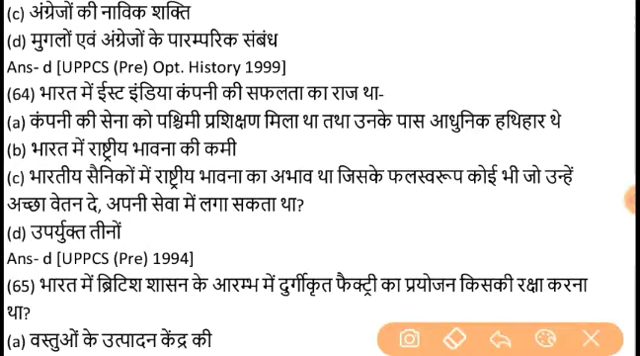 (c) अंग्रेजों की नाविक शक्ति
(d) मुगलों एवं अंग्रेजों के पारम्परिक संबंध
Ans- d [UPPCS (Pre) Opt. History 1999]
(64) भारत में ईस्ट इंडिया कंपनी की सफलता का राज था-
(a) कंपनी की सेना को पश्चिमी प्रशिक्षण मिला था तथा उनके पास आधुनिक हथिहार थे
(b) भारत में राष्ट्रीय भावना की कमी
(c) भारतीय सैनिकों में राष्ट्रीय भावना का अभाव था जिसके फलस्वरूप कोई भी जो उन्हें
अच्छा वेतन दे, अपनी सेवा में लगा सकता था?
(d) उपर्युक्त तीनों
Ans- d [UPPCS (Pre) 1994]
(65) भारत में ब्रिटिश शासन के आरम्भ में दुर्गीकृत फैक्ट्री का प्रयोजन किसकी रक्षा करना
था?
(a) वस्तुओं के उत्पादन केंद्र की